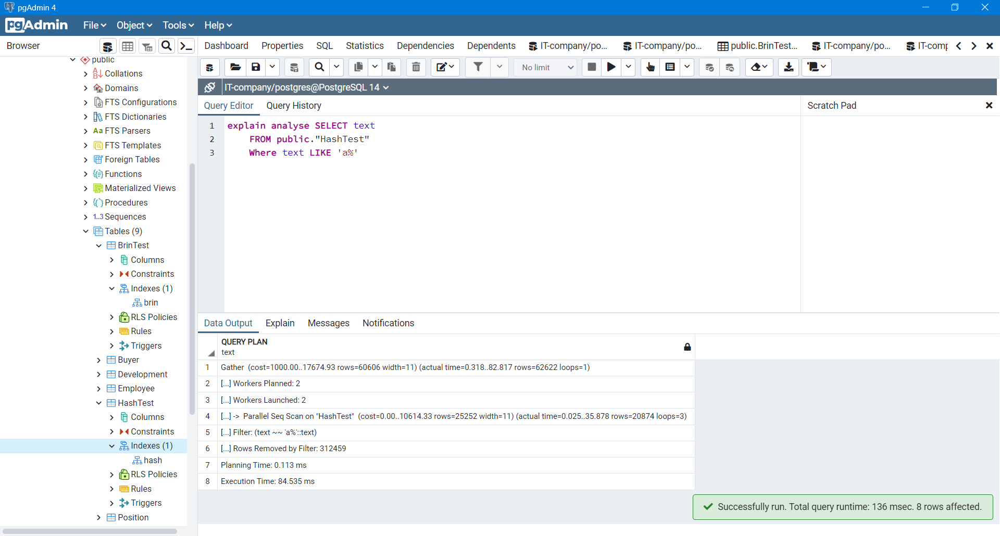 pgAdmin 4
pgAdmin File Object Tools Help
Browser
Dashboard Properties SQL Statistics Dependencies Dependents IT-company/po... IT-company/po... public.BrinTest... IT-company/po... IT-comp
public
Collations
Domains
FTS Configurations
FTS Dictionaries
Aa FTS Parsers
FTS Templates
Foreign Tables
Functions
Materialized Views
Procedures
1..3 Sequences
Tables (9)
BrinTest
Columns
Constraints
Indexes (1)
brin
RLS Policies
Rules
Triggers
Buyer
Development
Employee
HashTest
Columns
Constraints
Indexes (1)
hash
RLS Policies
Rules
Triggers
Position
No limit
IT-company/postgres@PostgreSQL 14
Query Editor Query History
Scratch Pad
1 explain analyse SELECT text
2 FROM public."HashTest"
3 Where text LIKE 'a%'
Data Output Explain Messages Notifications
QUERY PLAN
text
1 Gather (cost=1000.00..17674.93 rows=60606 width=11) (actual time=0.318..82.817 rows=62622 loops=1)
2 [...] Workers Planned: 2
3 [...] Workers Launched: 2
4 [...] -> Parallel Seq Scan on "HashTest" (cost=0.00..10614.33 rows=25252 width=11) (actual time=0.025..35.878 rows=20874 loops=3)
5 [...] Filter: (text ~~ 'a%'::text)
6 [...] Rows Removed by Filter: 312459
7 Planning Time: 0.113 ms
8 Execution Time: 84.535 ms
Successfully run. Total query runtime: 136 msec. 8 rows affected.